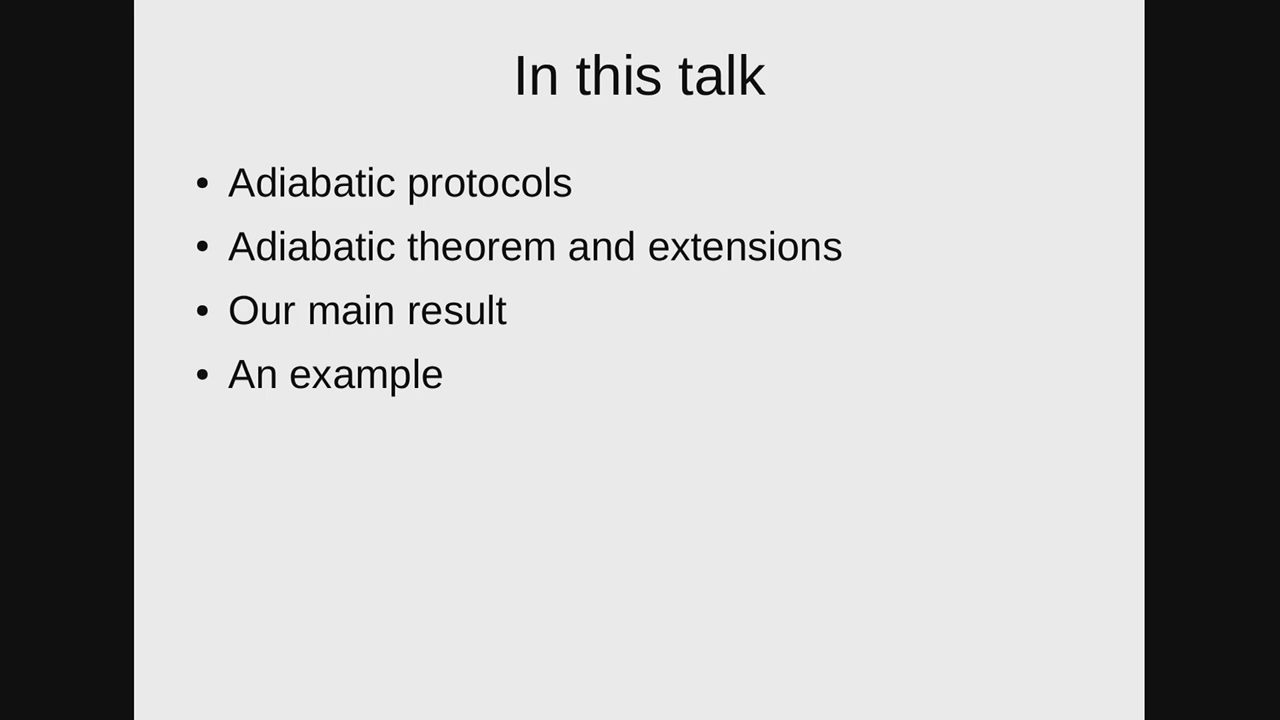 In this talk
• Adiabatic protocols
• Adiabatic theorem and extensions
• Our main result
• An example